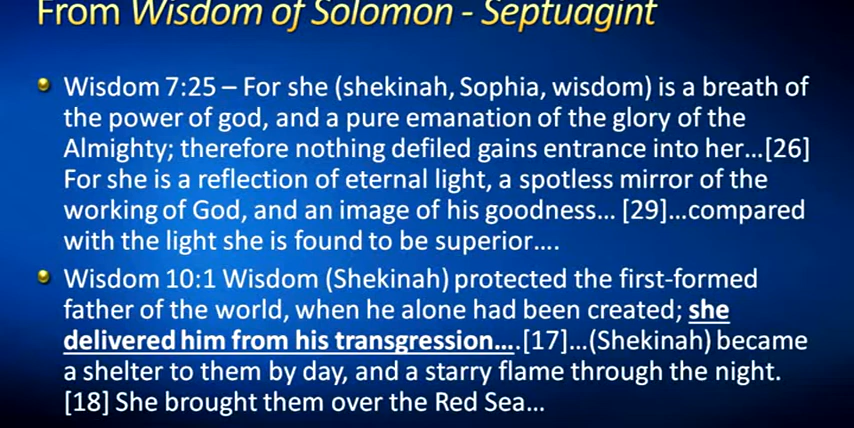 From Wisdom of Solomon - Septuagint
Wisdom 7:25 – For she (shekinah, Sophia, wisdom) is a breath of
the power of god, and a pure emanation of the glory of the
Almighty; therefore nothing defiled gains entrance into her...[26]
For she is a reflection of eternal light, a spotless mirror of the
working of God, and an image of his goodness... [29]...compared
with the light she is found to be superior....
Wisdom 10:1 Wisdom (Shekinah) protected the first-formed
father of the world, when he alone had been created; she
delivered him from his transgression....[17]...(Shekinah) became
a shelter to them by day, and a starry flame through the night.
[18] She brought them over the Red Sea...